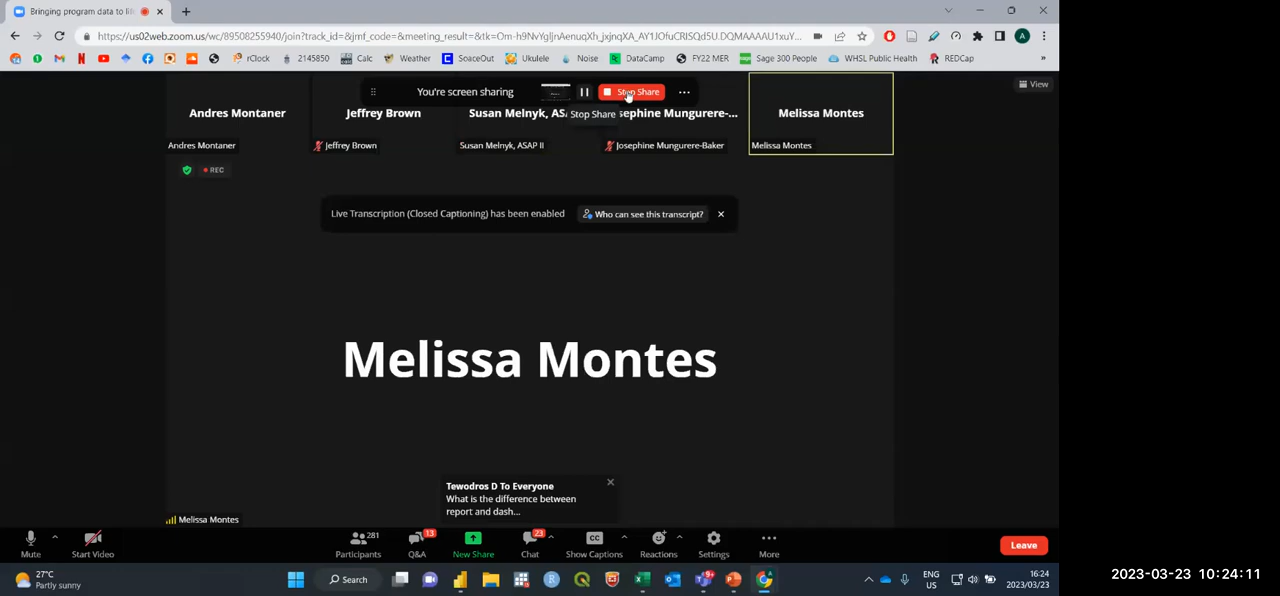 Bringing program data to life
https://us02web.zoom.us/wc/89508255940/join?track_id=&jmf_code=&meeting_result=&tk=
rClock
2145850
Calc
Weather
SpaceOut
Ukulele
Noise
DataCamp
FY22 MER
Sage 300 People
WHSL Public Health
REDCap
»
You're screen sharing
Stop Share
View
Andres Montaner
Jeffrey Brown
Susan Melnyk, AS
Stop Share
sephine Mungurere-...
Melissa Montes
Andres Montaner
Jeffrey Brown
Susan Melnyk, ASAP II
Josephine Mungurere-Baker
Melissa Montes
REC
Live Transcription (Closed Captioning) has been enabled
Who can see this transcript?
Melissa Montes
Tewodros D To Everyone
What is the difference between
report and dash...
Melissa Montes
281
13
23
Mute
Start Video
Participants
Q&A
New Share
Chat
Show Captions
Reactions
Settings
More
Leave
27°C
Partly sunny
Search
ENG
US
16:24
2023/03/23
2023-03-23 10:24:11